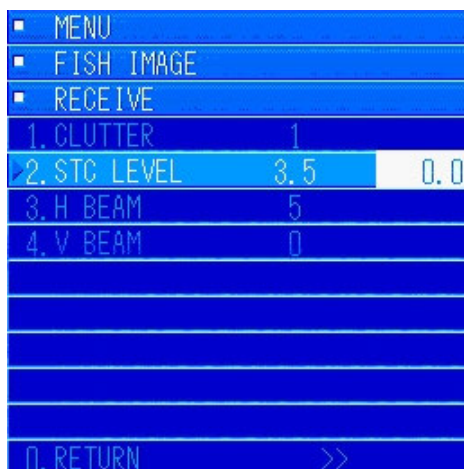 MENU
FISH IMAGE
RECEIVE
1. CLUTTER 1
2. STC LEVEL 3.5 0.0
3. H BEAM 5
4. V BEAM 0
0. RETURN >>